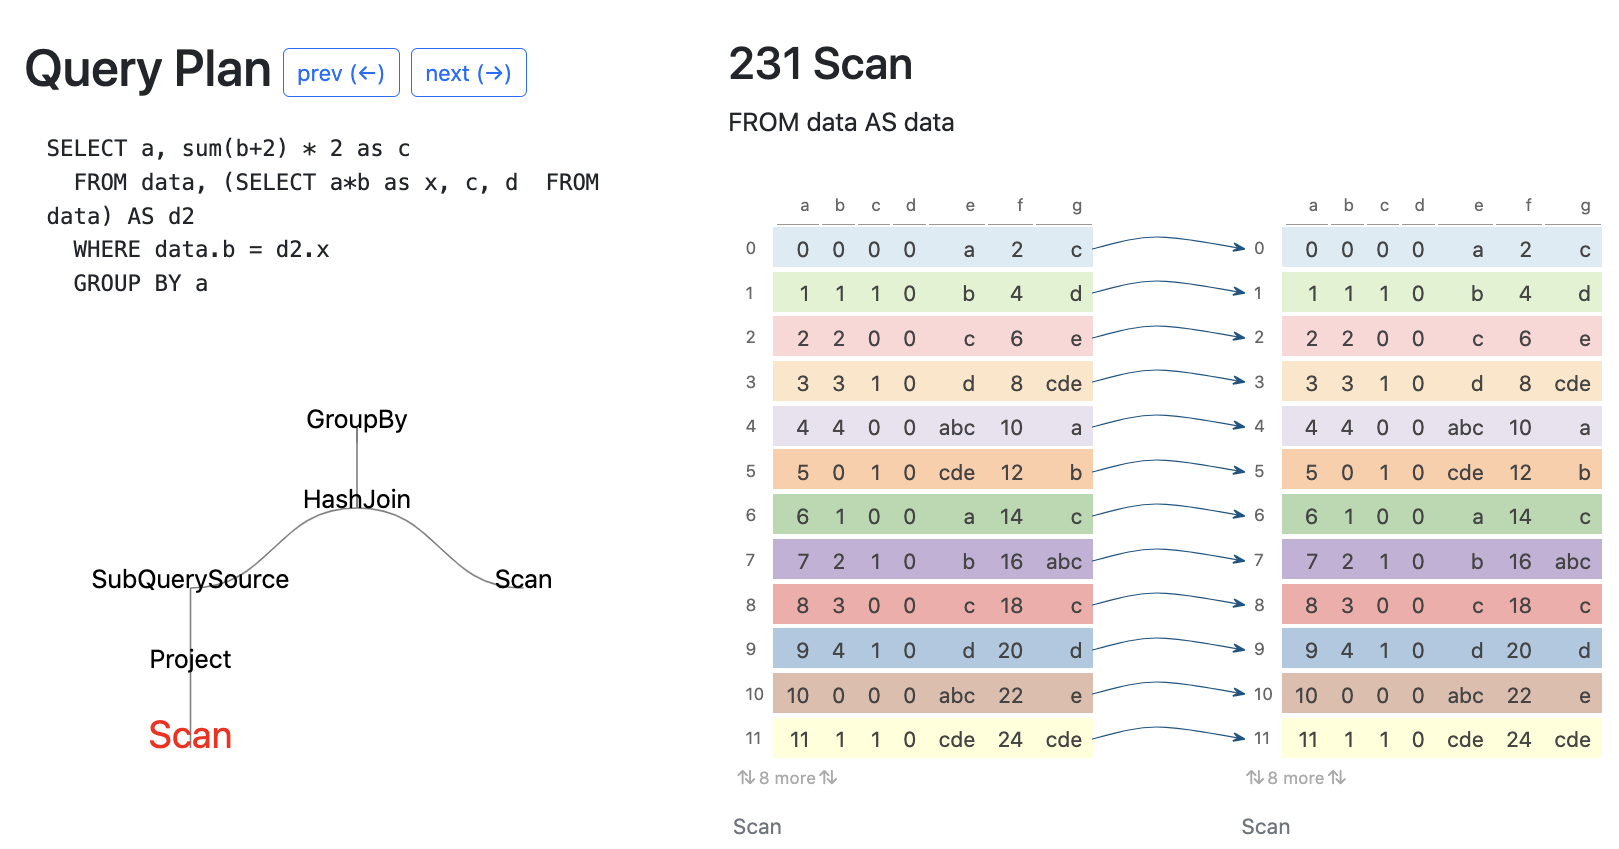 Query Plan prev (←) next (→)
SELECT a, sum(b+2) * 2 as c
FROM data, (SELECT a*b as x, c, d  FROM
data) AS d2
WHERE data.b = d2.x
GROUP BY a
GroupBy
HashJoin
SubQuerySource Scan
Project
Scan
231 Scan
FROM data AS data
a b c d e f g a b c d e f g
0 0 0 0 0 a 2 c 0 0 0 0 0 a 2 c
1 1 1 1 0 b 4 d 1 1 1 1 0 b 4 d
2 2 2 0 0 c 6 e 2 2 2 0 0 c 6 e
3 3 3 1 0 d 8 cde 3 3 3 1 0 d 8 cde
4 4 4 0 0 abc 10 a 4 4 4 0 0 abc 10 a
5 5 0 1 0 cde 12 b 5 5 0 1 0 cde 12 b
6 6 1 0 0 a 14 c 6 6 1 0 0 a 14 c
7 7 2 1 0 b 16 abc 7 7 2 1 0 b 16 abc
8 8 3 0 0 c 18 c 8 8 3 0 0 c 18 c
9 9 4 1 0 d 20 d 9 9 4 1 0 d 20 d
10 10 0 0 0 abc 22 e 10 10 0 0 0 abc 22 e
11 11 1 1 0 cde 24 cde 11 11 1 1 0 cde 24 cde
⇅ 8 more ⇅ ⇅ 8 more ⇅
Scan Scan